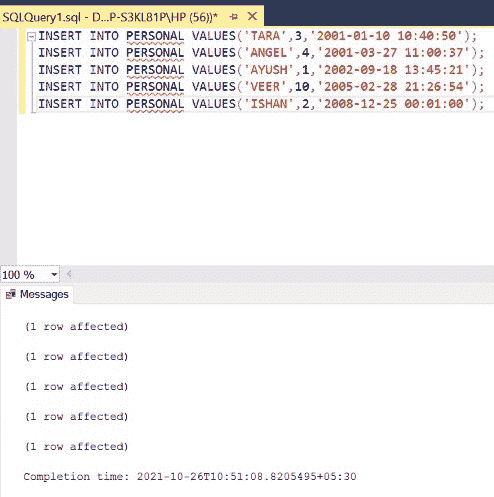 SQLQuery1.sql - D...P-S3KL81P\HP (56))*
INSERT INTO PERSONAL VALUES('TARA',3,'2001-01-10 10:40:50');
INSERT INTO PERSONAL VALUES('ANGEL',4,'2001-03-27 11:00:37');
INSERT INTO PERSONAL VALUES('AYUSH',1,'2002-09-18 13:45:21');
INSERT INTO PERSONAL VALUES('VEER',10,'2005-02-28 21:26:54');
INSERT INTO PERSONAL VALUES('ISHAN',2,'2008-12-25 00:01:00');
100 %
Messages
(1 row affected)
(1 row affected)
(1 row affected)
(1 row affected)
(1 row affected)
Completion time: 2021-10-26T10:51:08.8205495+05:30